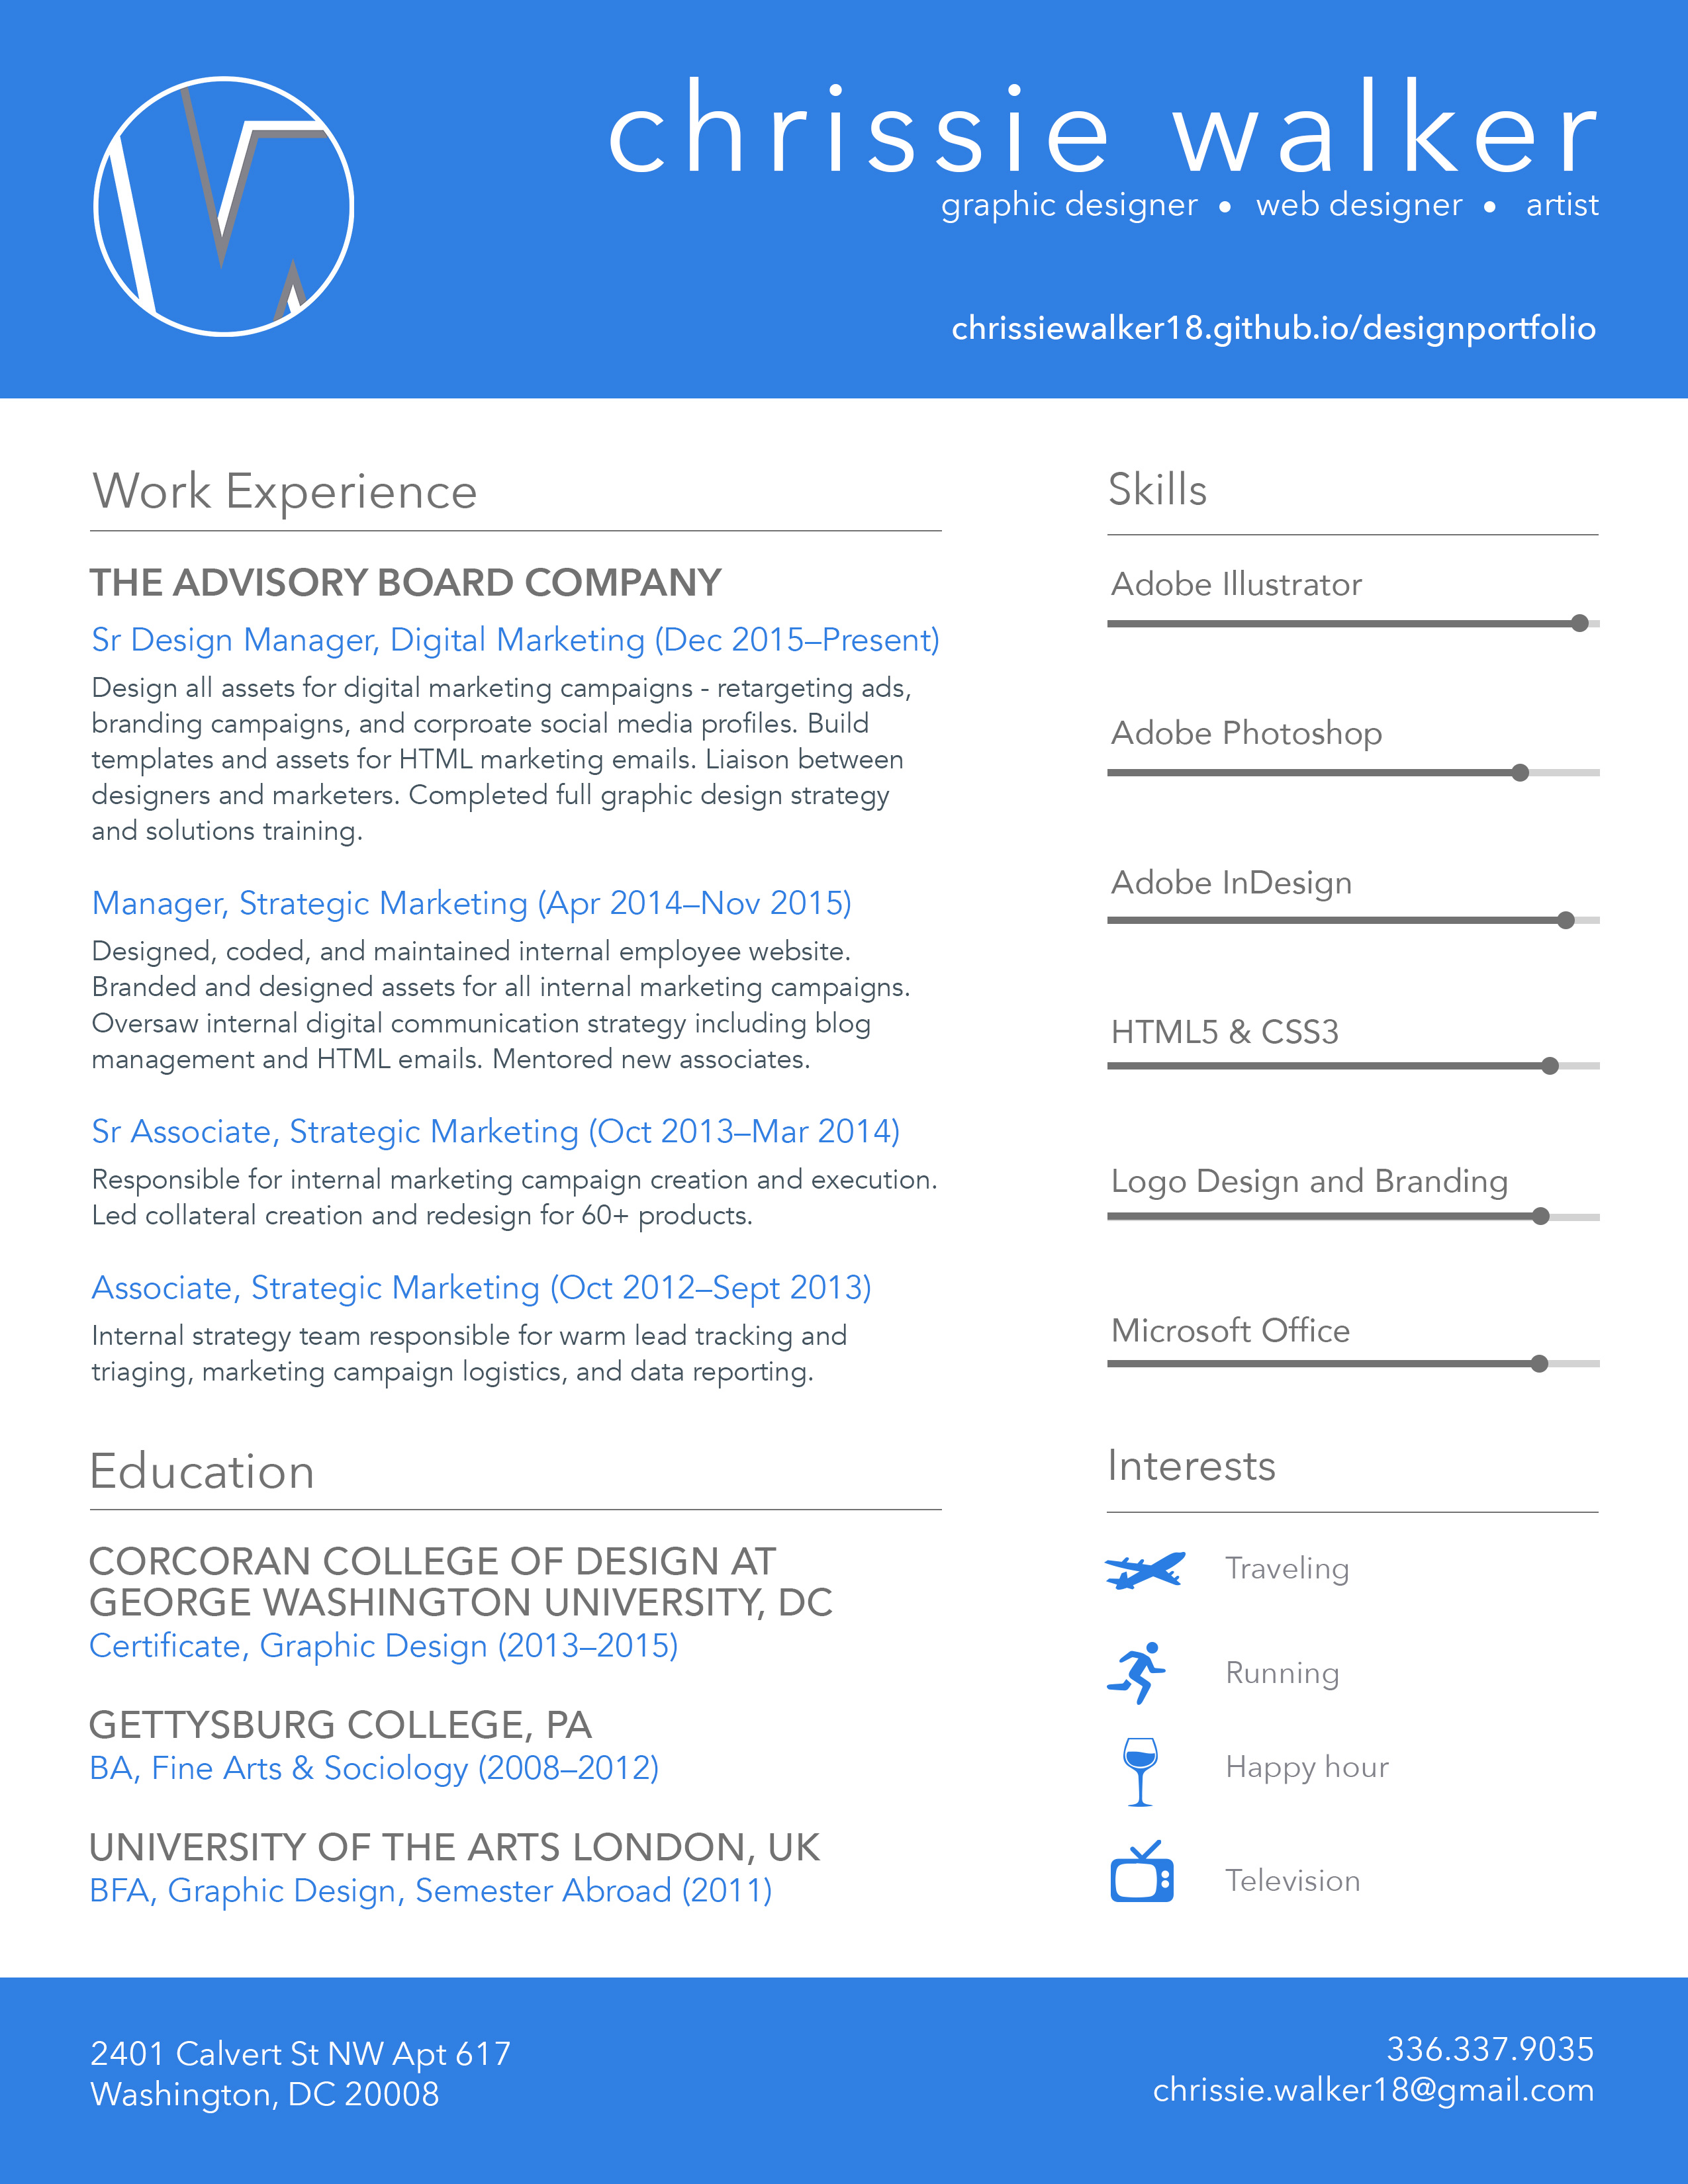 chrissie walker
graphic designer • web designer • artist
chrissiewalker18.github.io/designportfolio
Work Experience
THE ADVISORY BOARD COMPANY
Sr Design Manager, Digital Marketing (Dec 2015–Present)
Design all assets for digital marketing campaigns - retargeting ads,
branding campaigns, and corproate social media profiles. Build
templates and assets for HTML marketing emails. Liaison between
designers and marketers. Completed full graphic design strategy
and solutions training.
Manager, Strategic Marketing (Apr 2014–Nov 2015)
Designed, coded, and maintained internal employee website.
Branded and designed assets for all internal marketing campaigns.
Oversaw internal digital communication strategy including blog
management and HTML emails. Mentored new associates.
Sr Associate, Strategic Marketing (Oct 2013–Mar 2014)
Responsible for internal marketing campaign creation and execution.
Led collateral creation and redesign for 60+ products.
Associate, Strategic Marketing (Oct 2012–Sept 2013)
Internal strategy team responsible for warm lead tracking and
triaging, marketing campaign logistics, and data reporting.
Education
CORCORAN COLLEGE OF DESIGN AT
GEORGE WASHINGTON UNIVERSITY, DC
Certificate, Graphic Design (2013–2015)
GETTYSBURG COLLEGE, PA
BA, Fine Arts & Sociology (2008–2012)
UNIVERSITY OF THE ARTS LONDON, UK
BFA, Graphic Design, Semester Abroad (2011)
Skills
Adobe Illustrator
Adobe Photoshop
Adobe InDesign
HTML5 & CSS3
Logo Design and Branding
Microsoft Office
Interests
Traveling
Running
Happy hour
Television
2401 Calvert St NW Apt 617
Washington, DC 20008
336.337.9035
chrissie.walker18@gmail.com